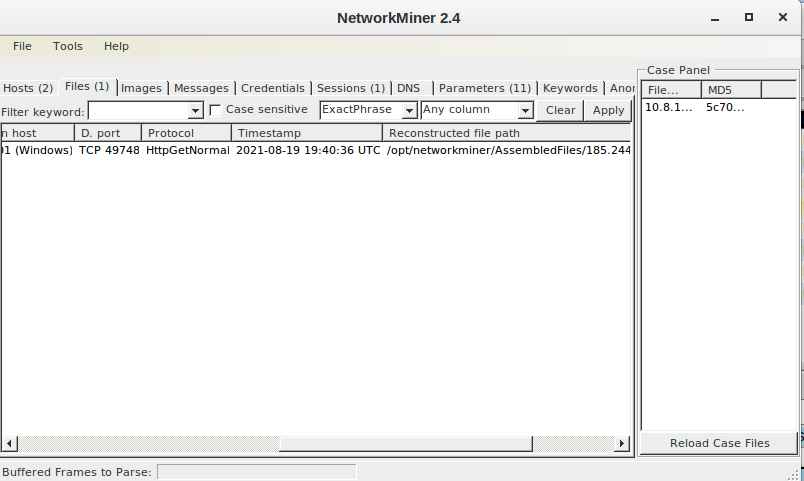 NetworkMiner 2.4
File Tools Help
Case Panel
Hosts (2) Files (1) Images Messages Credentials Sessions (1) DNS Parameters (11) Keywords Anor
File... MD5
Filter keyword: Case sensitive ExactPhrase Any column Clear Apply
10.8.1... 5c70...
n host D. port Protocol Timestamp Reconstructed file path
01 (Windows) TCP 49748 HttpGetNormal 2021-08-19 19:40:36 UTC /opt/networkminer/AssembledFiles/185.244
Reload Case Files
Buffered Frames to Parse: